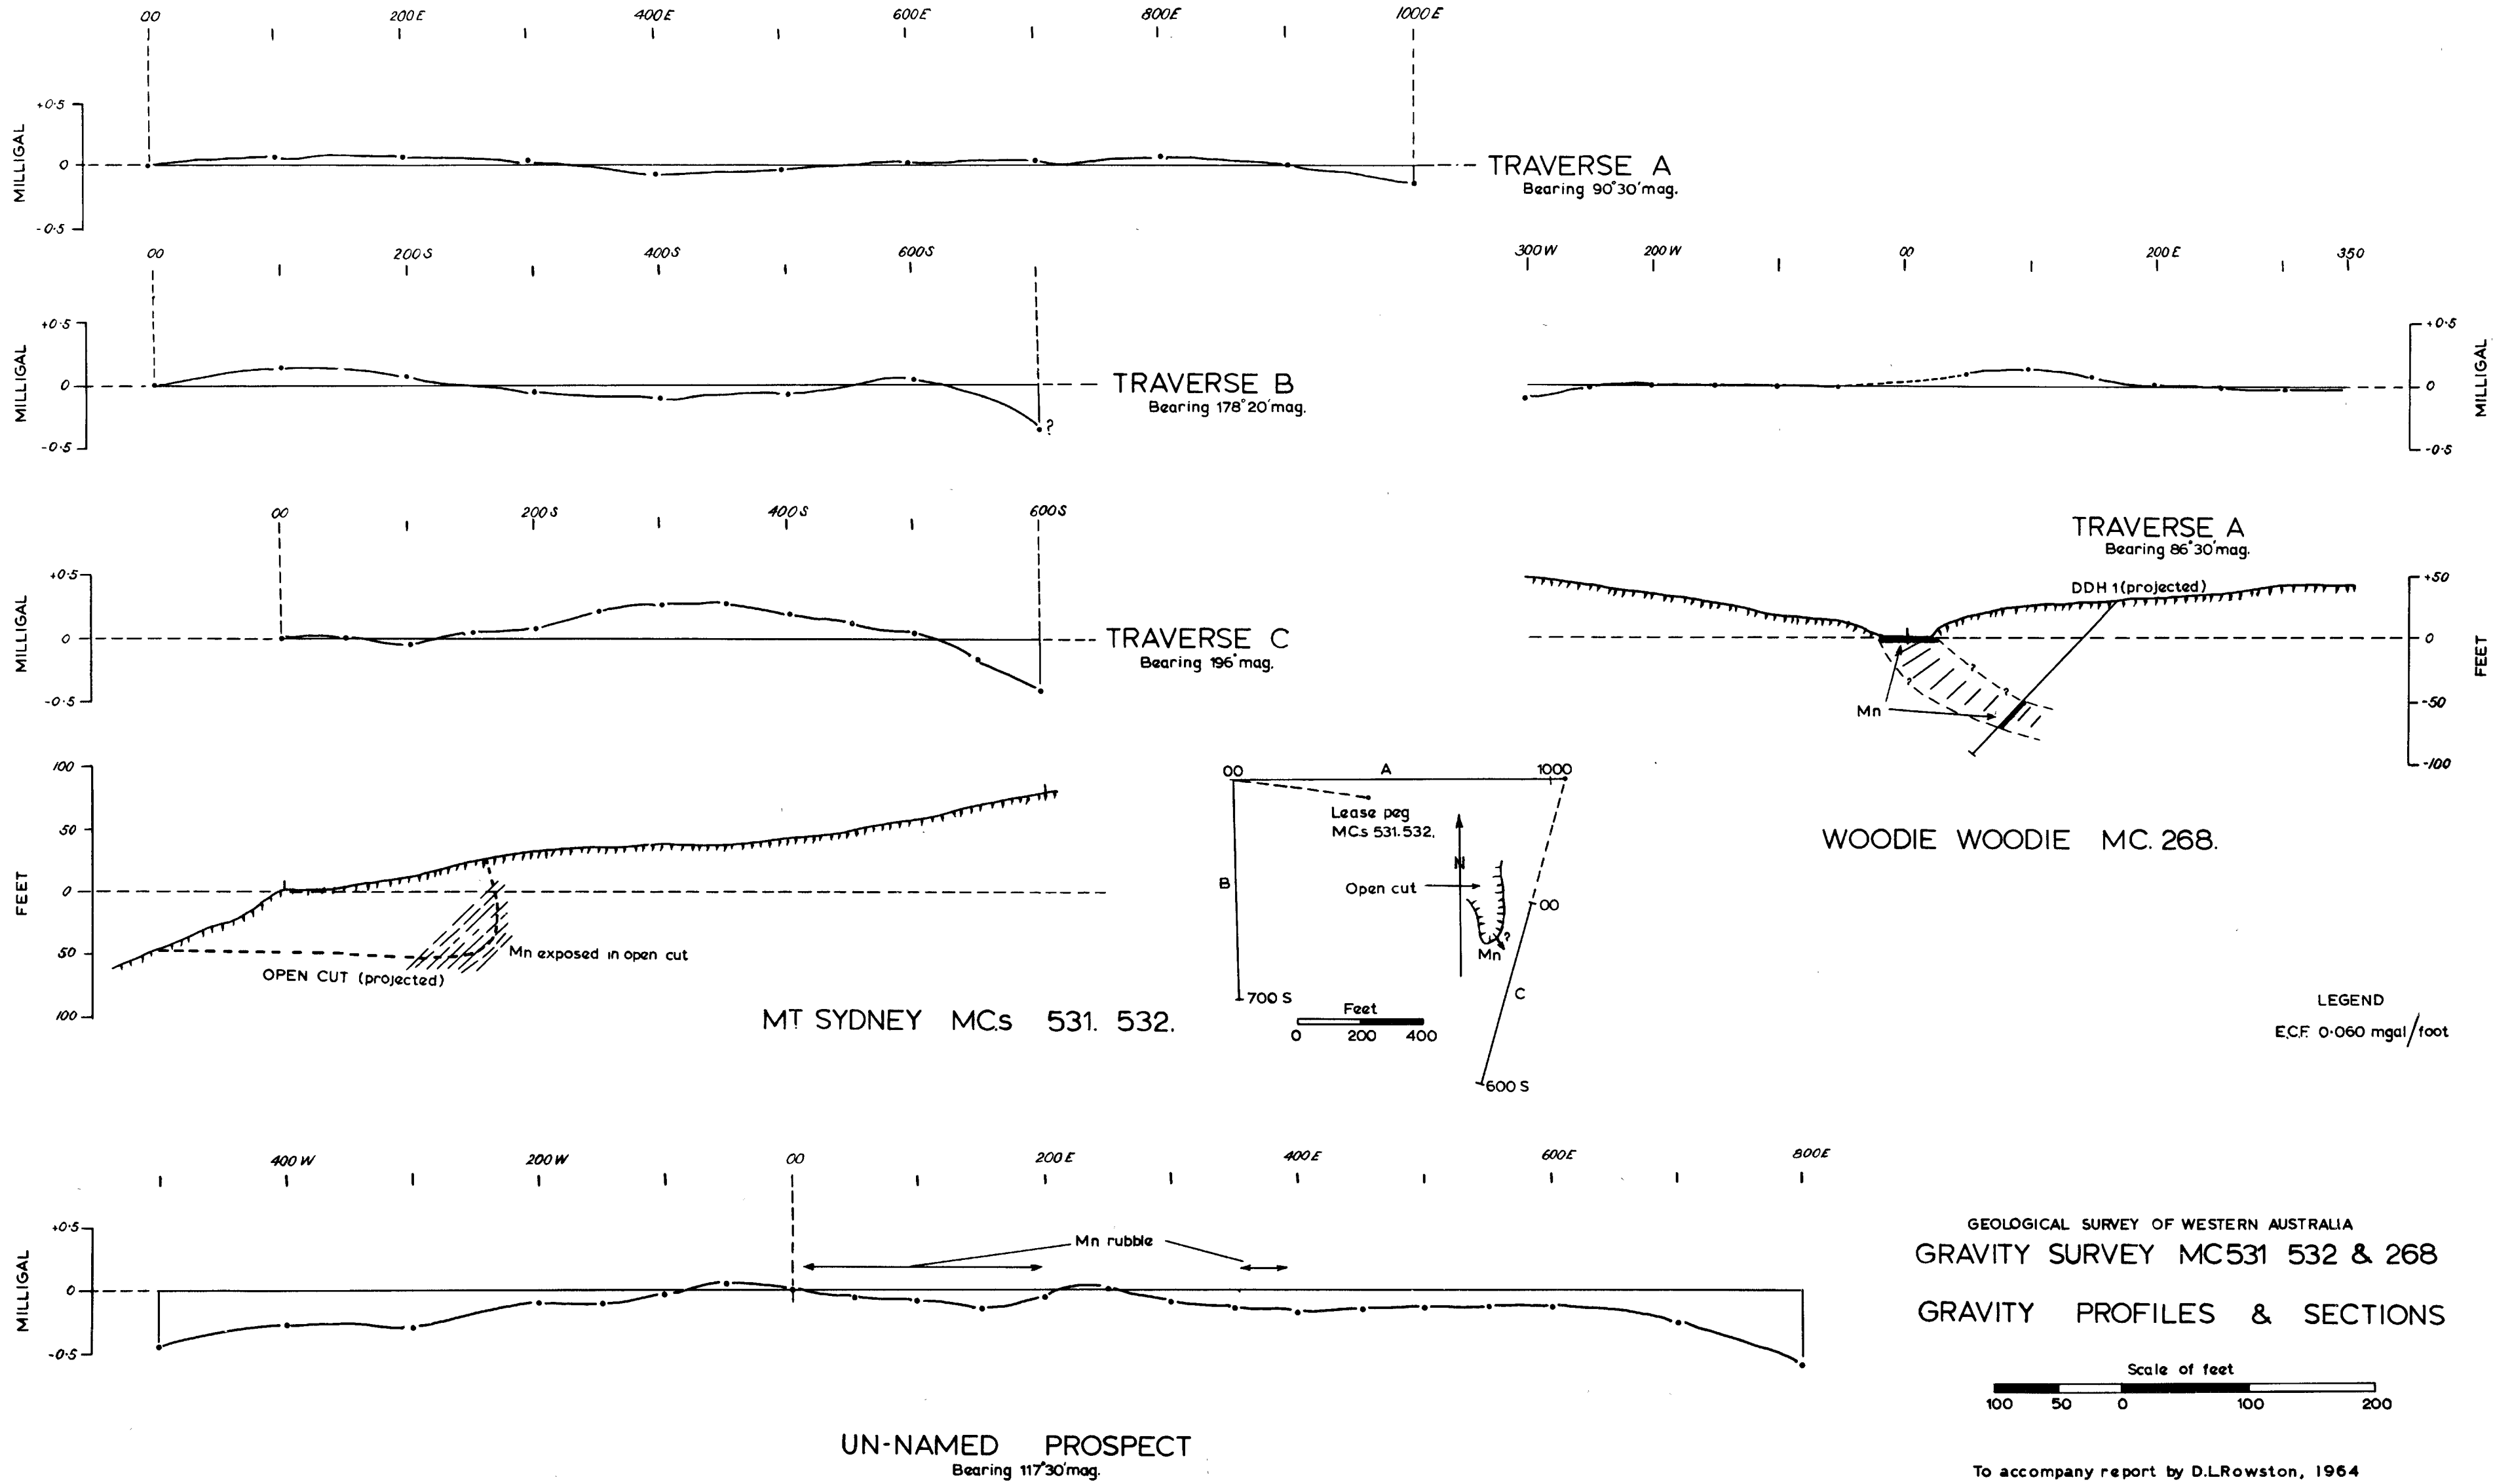 00 200E 400E 600E 800E 1000E
+0·5
0
-0·5
MILLIGAL
TRAVERSE A
Bearing 90°30'mag.
00 200S 400S 600S
+0·5
0
-0·5
MILLIGAL
?
TRAVERSE B
Bearing 178°20'mag.
300W 200W 00 200E 350
+0·5
0
-0·5
MILLIGAL
00 200S 400S 600S
+0·5
0
-0·5
MILLIGAL
TRAVERSE C
Bearing 196°mag.
TRAVERSE A
Bearing 86°30'mag.
DDH 1 (projected)
+50
0
-50
-100
FEET
?
?
?
Mn
WOODIE WOODIE MC. 268.
100
50
0
50
100
FEET
Mn exposed in open cut
OPEN CUT (projected)
MT SYDNEY MCs 531. 532.
00 A 1000
Lease peg
MCs 531.532.
N
B
Open cut
00
?
Mn
C
700 S
Feet
0 200 400
600 S
LEGEND
E.C.F. 0·060 mgal/foot
400W 200W 00 200E 400E 600E 800E
+0·5
0
-0·5
MILLIGAL
Mn rubble
UN-NAMED PROSPECT
Bearing 117°30'mag.
GEOLOGICAL SURVEY OF WESTERN AUSTRALIA
GRAVITY SURVEY MC531 532 & 268
GRAVITY PROFILES & SECTIONS
Scale of feet
100 50 0 100 200
To accompany report by D.L.Rowston, 1964